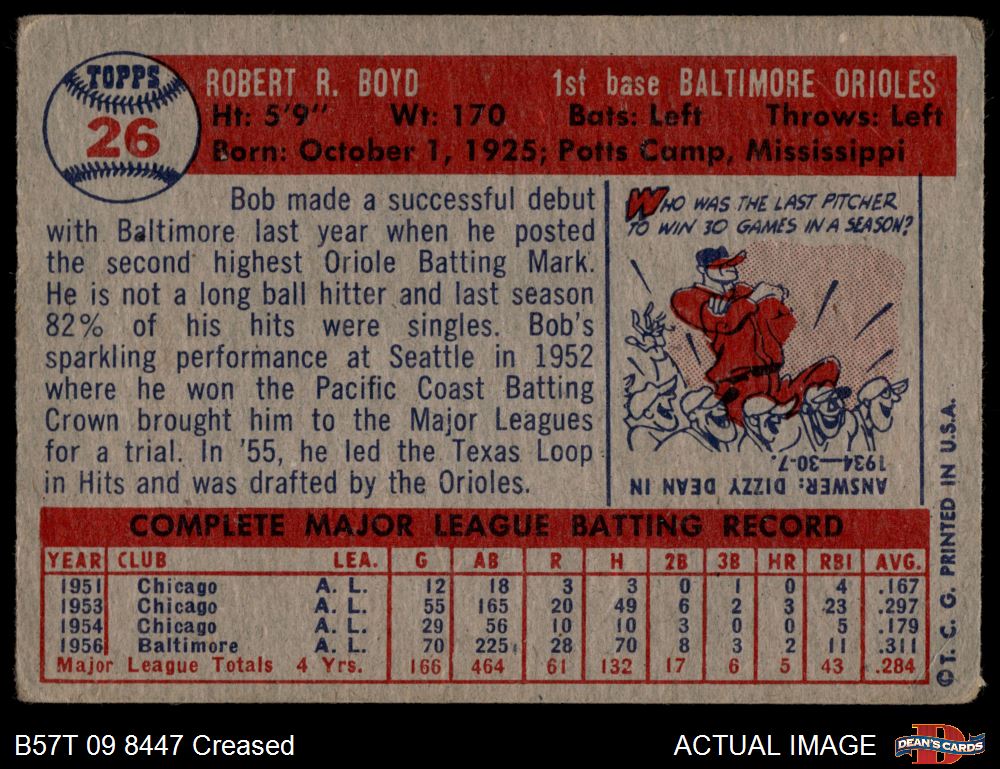 TOPPS
26
ROBERT R. BOYD 1st base BALTIMORE ORIOLES
Ht: 5'9" Wt: 170 Bats: Left Throws: Left
Born: October 1, 1925; Potts Camp, Mississippi
Bob made a successful debut
with Baltimore last year when he posted
the second highest Oriole Batting Mark.
He is not a long ball hitter and last season
82% of his hits were singles. Bob's
sparkling performance at Seattle in 1952
where he won the Pacific Coast Batting
Crown brought him to the Major Leagues
for a trial. In '55, he led the Texas Loop
in Hits and was drafted by the Orioles.
WHO WAS THE LAST PITCHER
TO WIN 30 GAMES IN A SEASON?
ANSWER: DIZZY DEAN IN
1934—30-7.
COMPLETE MAJOR LEAGUE BATTING RECORD
YEAR CLUB LEA. G AB R H 2B 3B HR RBI AVG.
1951 Chicago A. L. 12 18 3 3 0 1 0 4 .167
1953 Chicago A. L. 55 165 20 49 6 2 3 23 .297
1954 Chicago A. L. 29 56 10 10 3 0 0 5 .179
1956 Baltimore A. L. 70 225 28 70 8 3 2 11 .311
Major League Totals 4 Yrs. 166 464 61 132 17 6 5 43 .284
© T. C. G. PRINTED IN U.S.A.
B57T 09 8447 Creased
ACTUAL IMAGE
DEAN'S CARDS